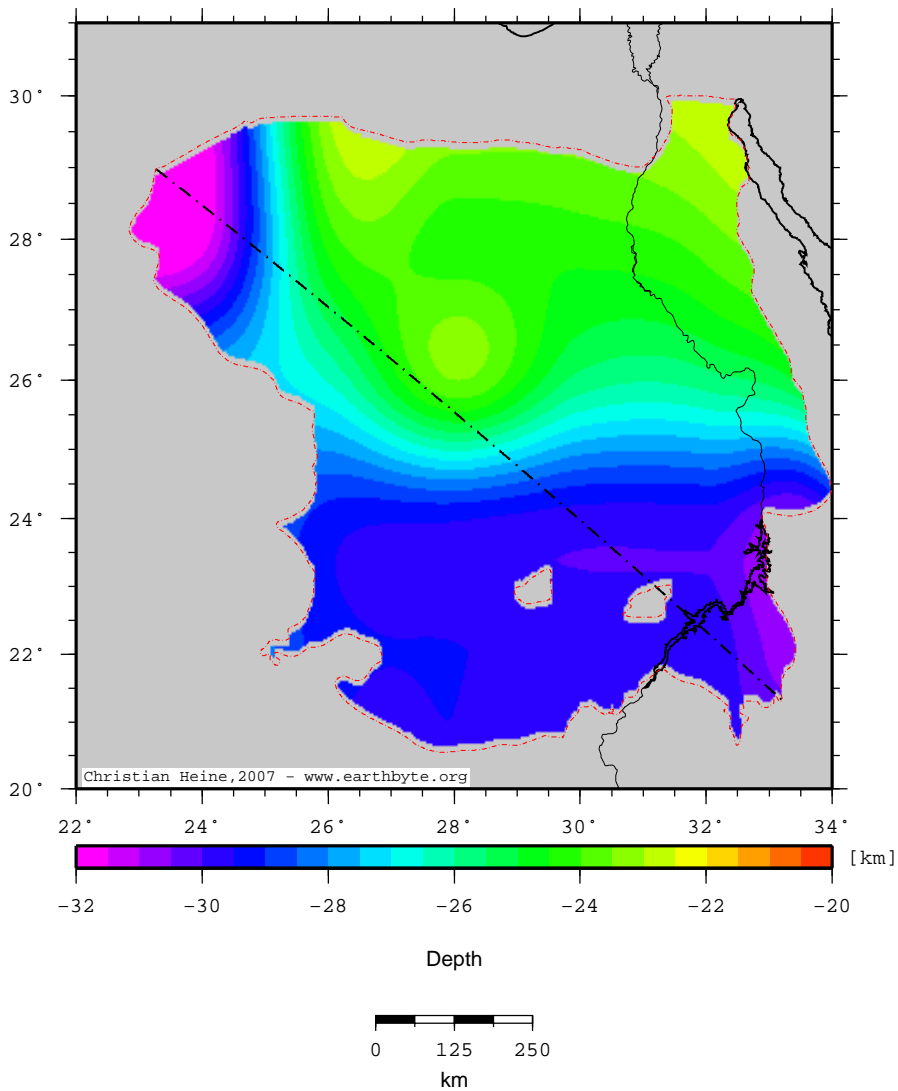 30°
28°
26°
24°
22°
20°
Christian Heine,2007 - www.earthbyte.org
22° 24° 26° 28° 30° 32° 34°
[km]
-32 -30 -28 -26 -24 -22 -20
Depth
0 125 250
km